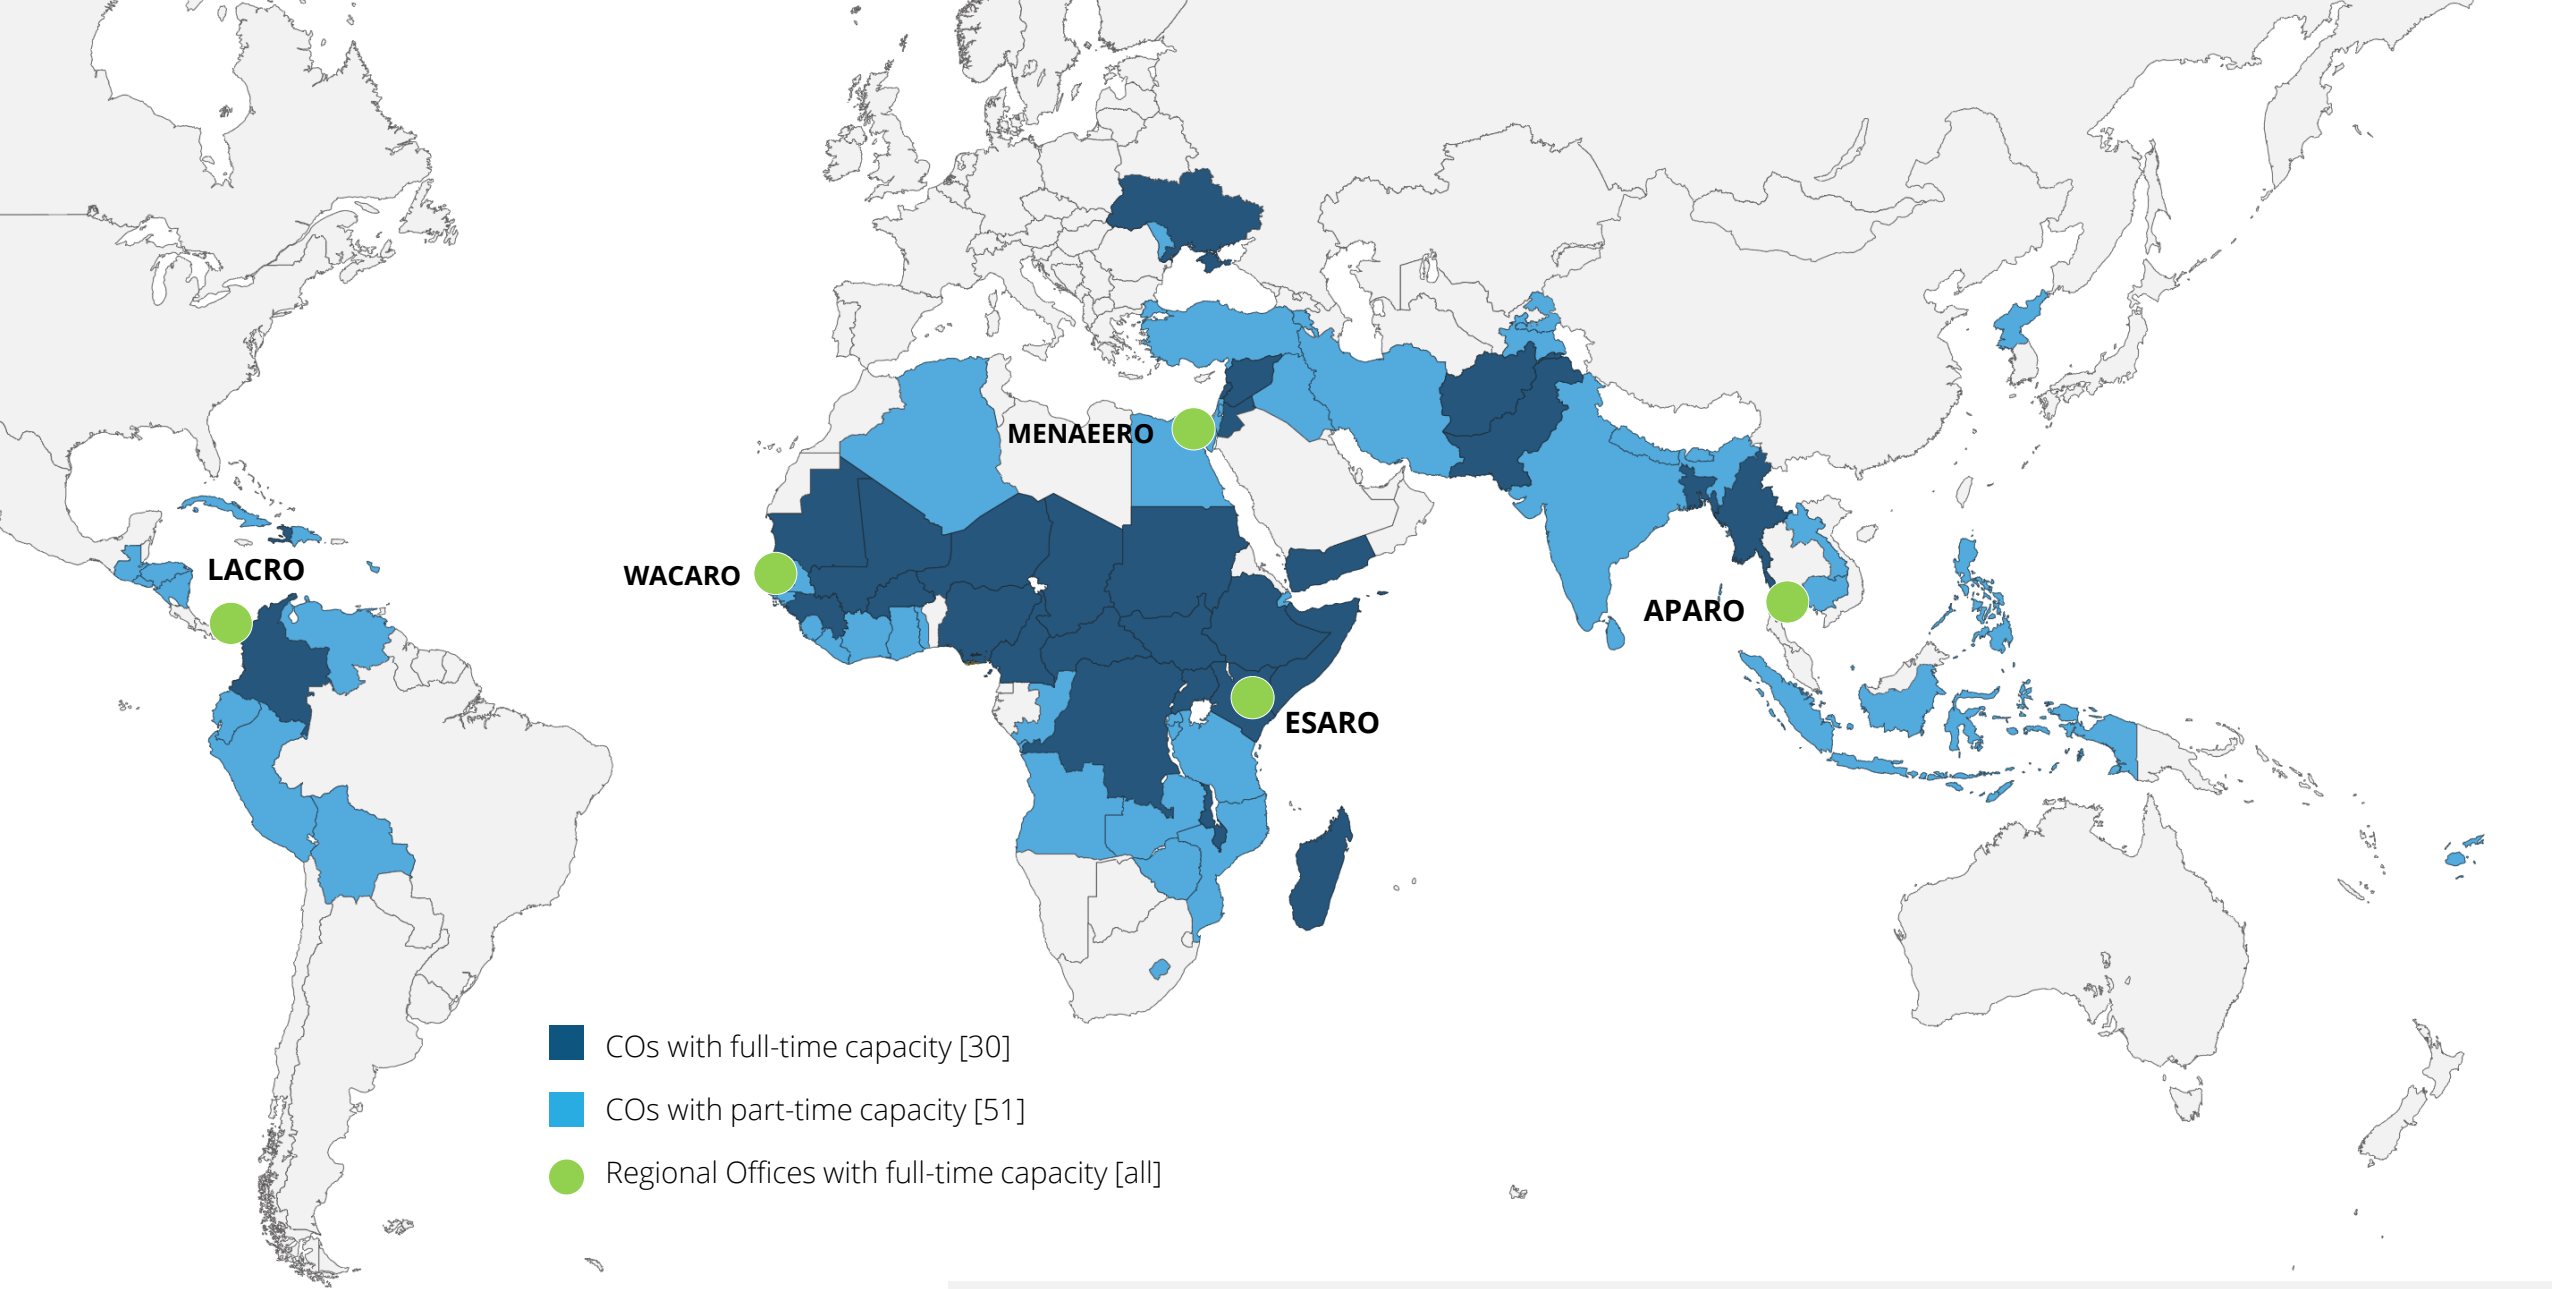 MENAEERO
LACRO
WACARO
APARO
ESARO
COs with full-time capacity [30]
COs with part-time capacity [51]
Regional Offices with full-time capacity [all]